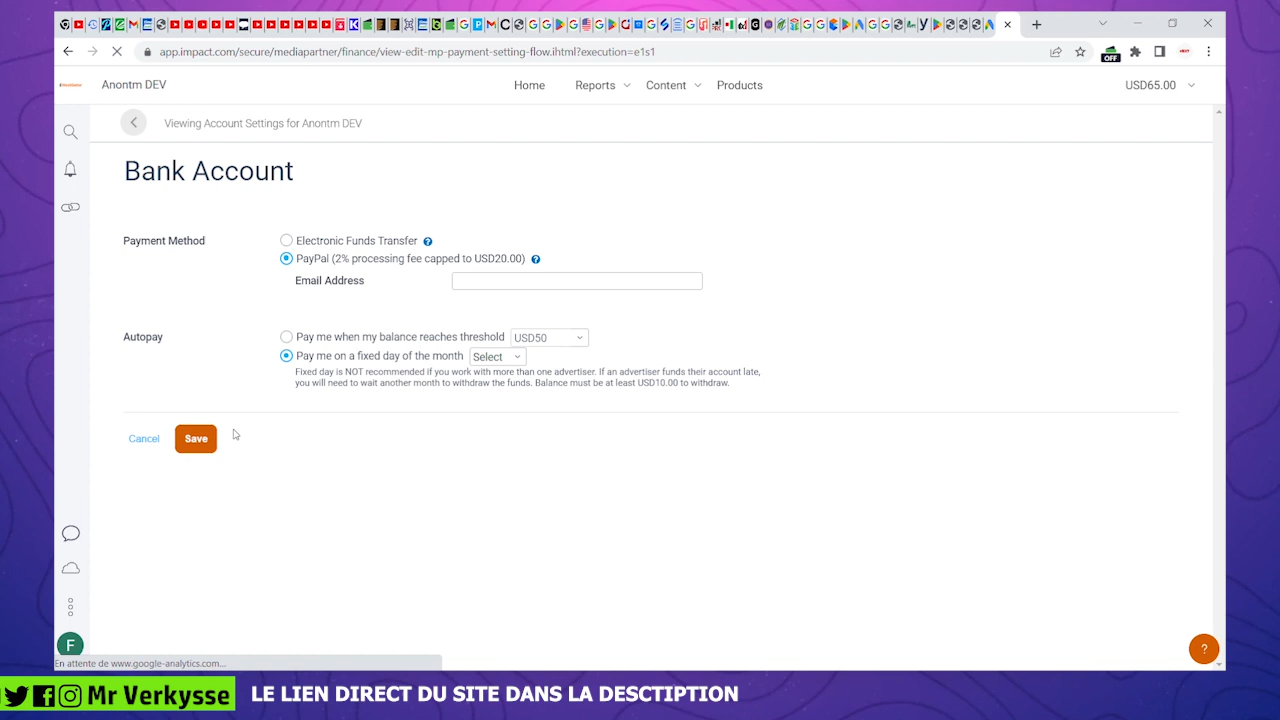 app.impact.com/secure/mediapartner/finance/view-edit-mp-payment-setting-flow.ihtml?execution=e1s1
OFF
Anontm DEV
Home Reports Content Products
USD65.00
Viewing Account Settings for Anontm DEV
Bank Account
Payment Method
Electronic Funds Transfer ?
PayPal (2% processing fee capped to USD20.00) ?
Email Address
Autopay
Pay me when my balance reaches threshold USD50
Pay me on a fixed day of the month Select
Fixed day is NOT recommended if you work with more than one advertiser. If an advertiser funds their account late,
you will need to wait another month to withdraw the funds. Balance must be at least USD10.00 to withdraw.
Cancel Save
F
?
En attente de www.google-analytics.com...
Mr Verkysse
LE LIEN DIRECT DU SITE DANS LA DESCTIPTION